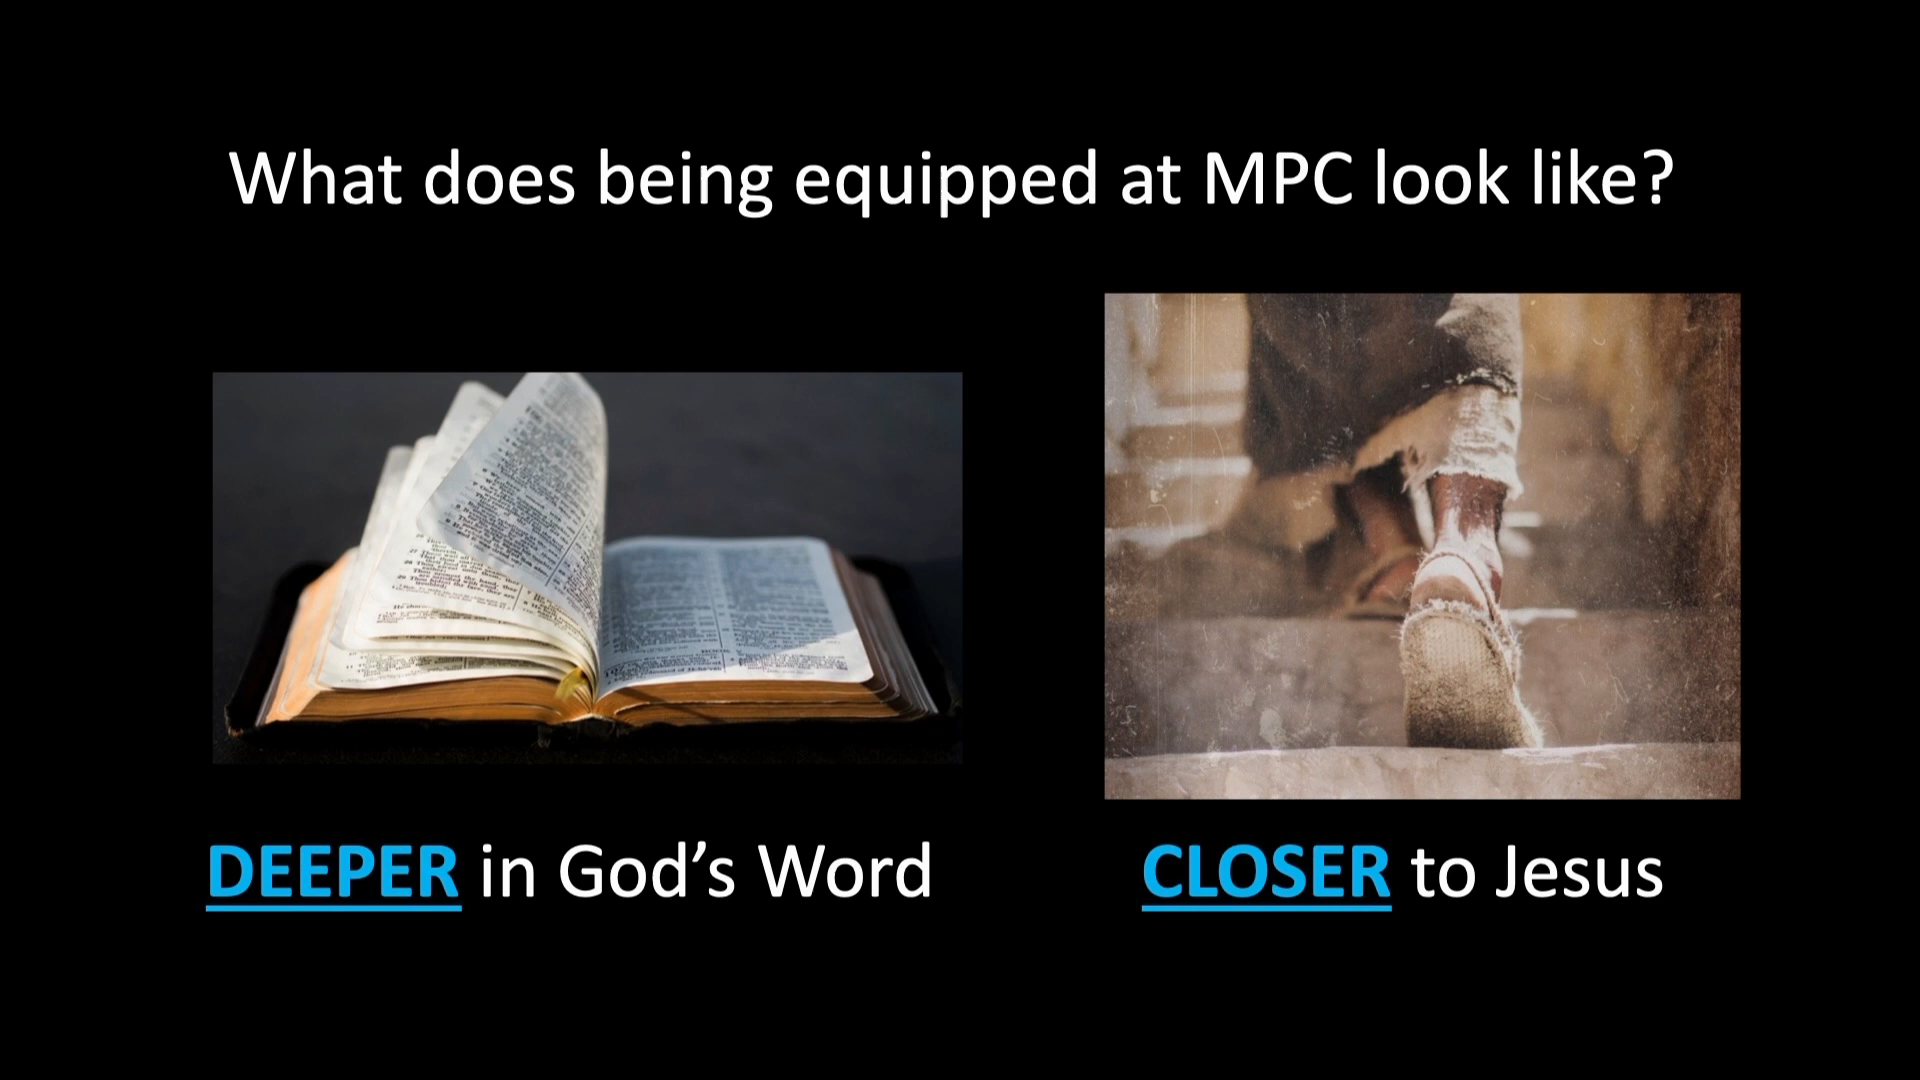 What does being equipped at MPC look like?
DEEPER in God’s Word
CLOSER to Jesus